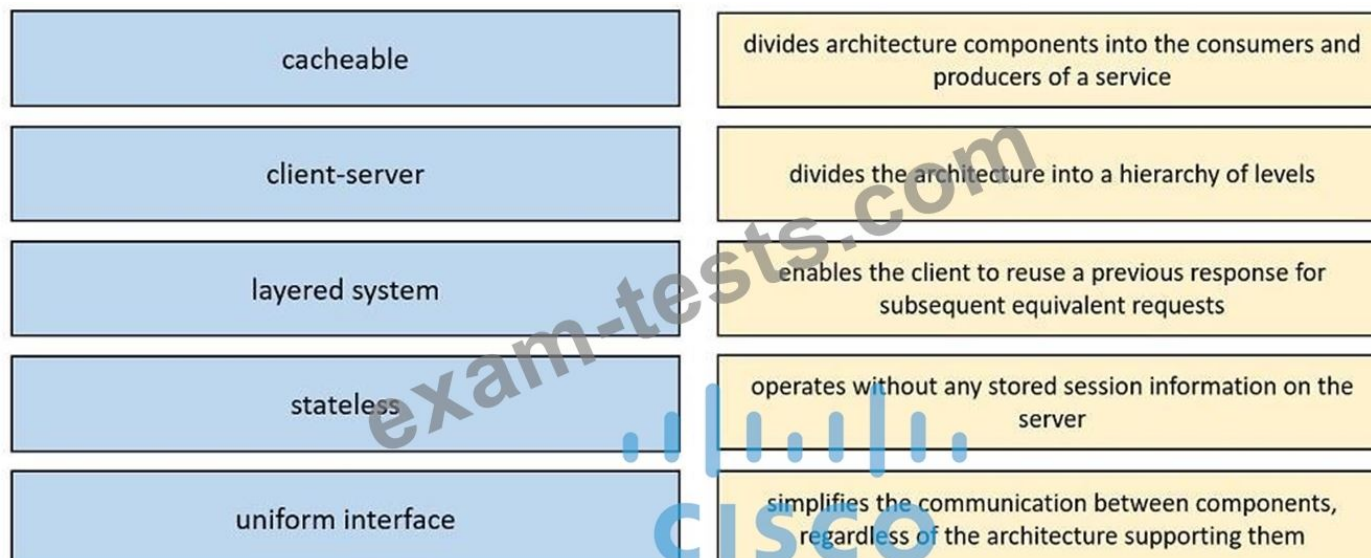 cacheable
divides architecture components into the consumers and
producers of a service
client-server
divides the architecture into a hierarchy of levels
layered system
enables the client to reuse a previous response for
subsequent equivalent requests
stateless
operates without any stored session information on the
server
uniform interface
simplifies the communication between components,
regardless of the architecture supporting them
exam-tests.com
CISCO